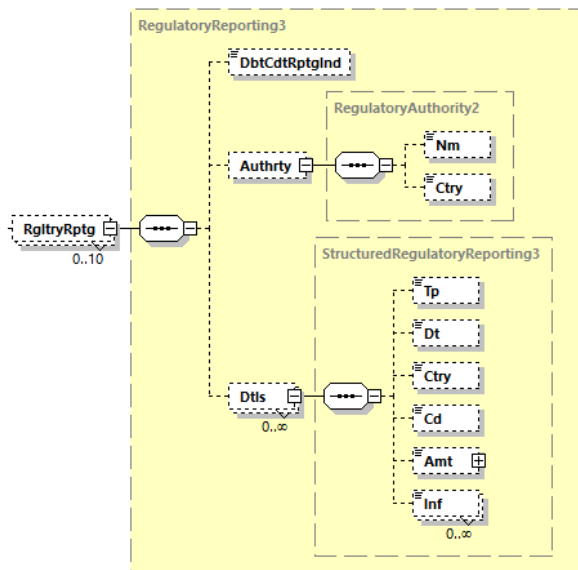 RegulatoryReporting3
DbtCdtRptgInd
RegulatoryAuthority2
Nm
Authrty
Ctry
RgltryRptg
0..10
StructuredRegulatoryReporting3
Tp
Dt
Ctry
Dtls
0..∞
Cd
Amt
Inf
0..∞